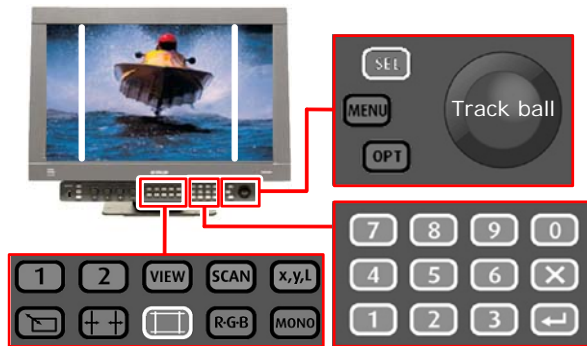 SEL
MENU
Track ball
OPT
7 8 9 0
4 5 6 X
1 2 3
1 2 VIEW SCAN x,y,L
R·G·B MONO